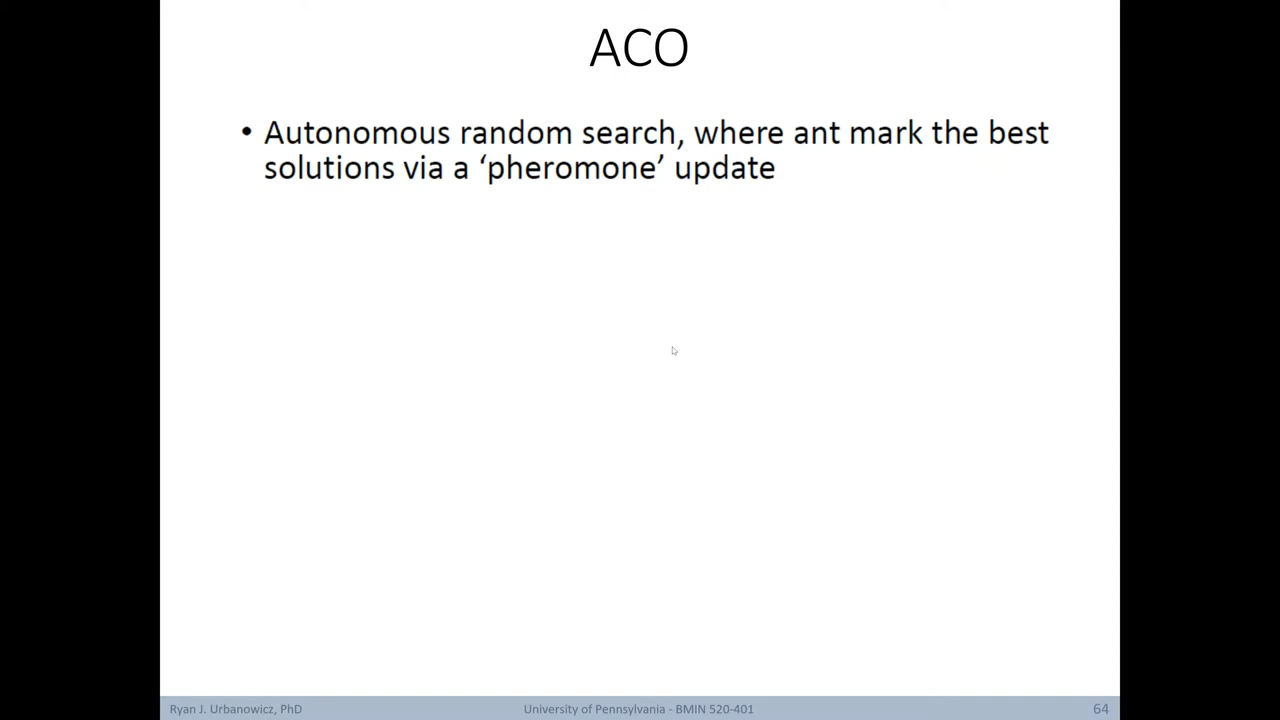 ACO
• Autonomous random search, where ant mark the best
solutions via a ‘pheromone’ update
Ryan J. Urbanowicz, PhD
University of Pennsylvania - BMIN 520-401
64